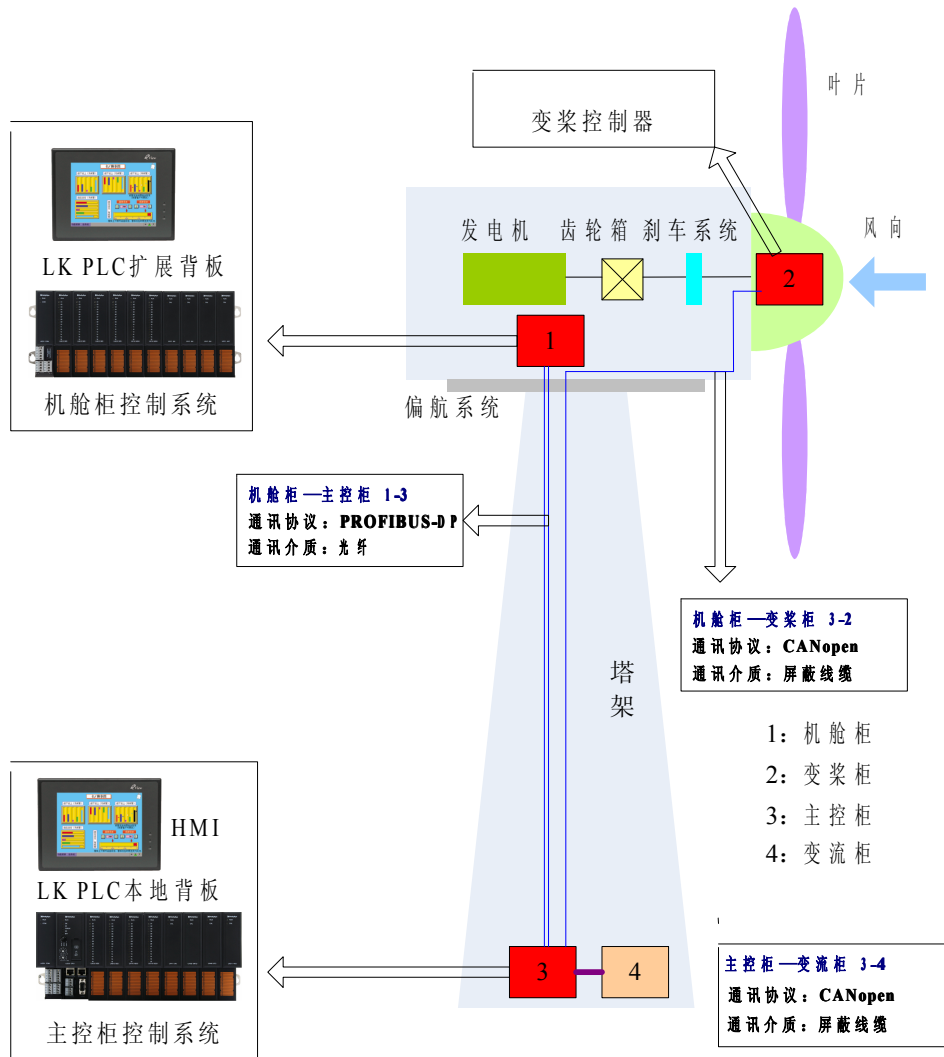 叶片
变桨控制器
风向
发电机 齿轮箱 刹车系统
2
LK PLC扩展背板
1
机舱柜控制系统
偏航系统
机舱柜—主控柜 1-3
通讯协议：PROFIBUS-DP
通讯介质：光纤
机舱柜—变桨柜 3-2
通讯协议：CANopen
通讯介质：屏蔽线缆
塔架
1：机舱柜
2：变桨柜
3：主控柜
4：变流柜
HMI
LK PLC本地背板
3
4
主控柜控制系统
主控柜—变流柜 3-4
通讯协议：CANopen
通讯介质：屏蔽线缆